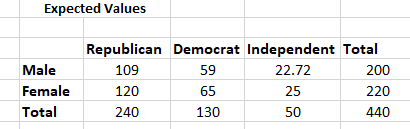 Expected Values
Republican Democrat Independent Total
Male 109 59 22.72 200
Female 120 65 25 220
Total 240 130 50 440